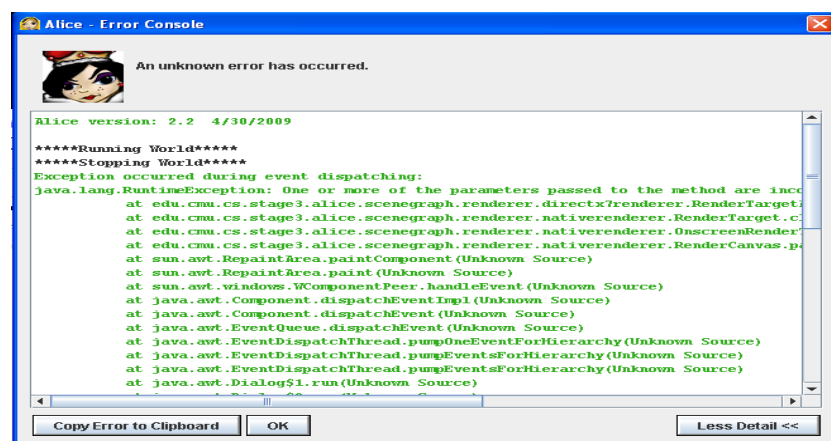 Alice - Error Console
An unknown error has occurred.
Alice version: 2.2 4/30/2009
*****Running World*****
*****Stopping World*****
Exception occurred during event dispatching:
java.lang.RuntimeException: One or more of the parameters passed to the method are inco
at edu.cmu.cs.stage3.alice.scenegraph.renderer.directx7renderer.RenderTarget
at edu.cmu.cs.stage3.alice.scenegraph.renderer.nativerenderer.RenderTarget.c
at edu.cmu.cs.stage3.alice.scenegraph.renderer.nativerenderer.OnscreenRender
at edu.cmu.cs.stage3.alice.scenegraph.renderer.nativerenderer.RenderCanvas.pa
at sun.awt.RepaintArea.paintComponent(Unknown Source)
at sun.awt.RepaintArea.paint(Unknown Source)
at sun.awt.windows.WComponentPeer.handleEvent(Unknown Source)
at java.awt.Component.dispatchEventImpl(Unknown Source)
at java.awt.Component.dispatchEvent(Unknown Source)
at java.awt.EventQueue.dispatchEvent(Unknown Source)
at java.awt.EventDispatchThread.pumpOneEventForHierarchy(Unknown Source)
at java.awt.EventDispatchThread.pumpEventsForHierarchy(Unknown Source)
at java.awt.EventDispatchThread.pumpEventsForHierarchy(Unknown Source)
at java.awt.Dialog$1.run(Unknown Source)
Copy Error to Clipboard OK Less Detail <<